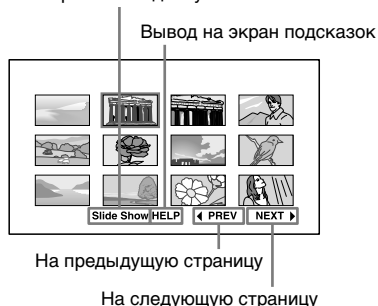 Вывод на экран подсказок
Slide Show HELP ◀ PREV NEXT ▶
На предыдущую страницу
На следующую страницу